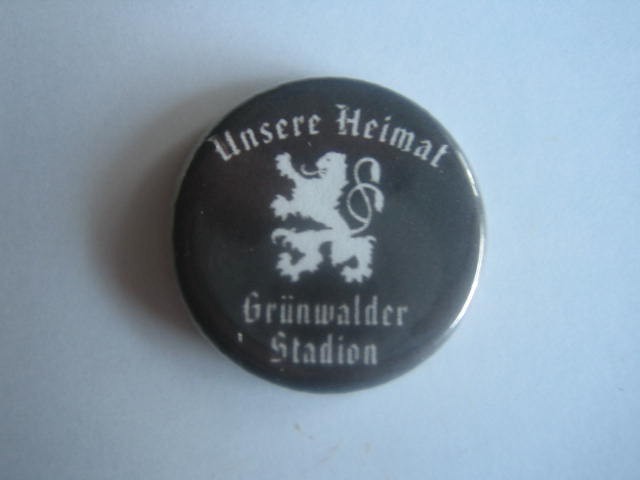 Unsere Heimat
Grünwalder
Stadion